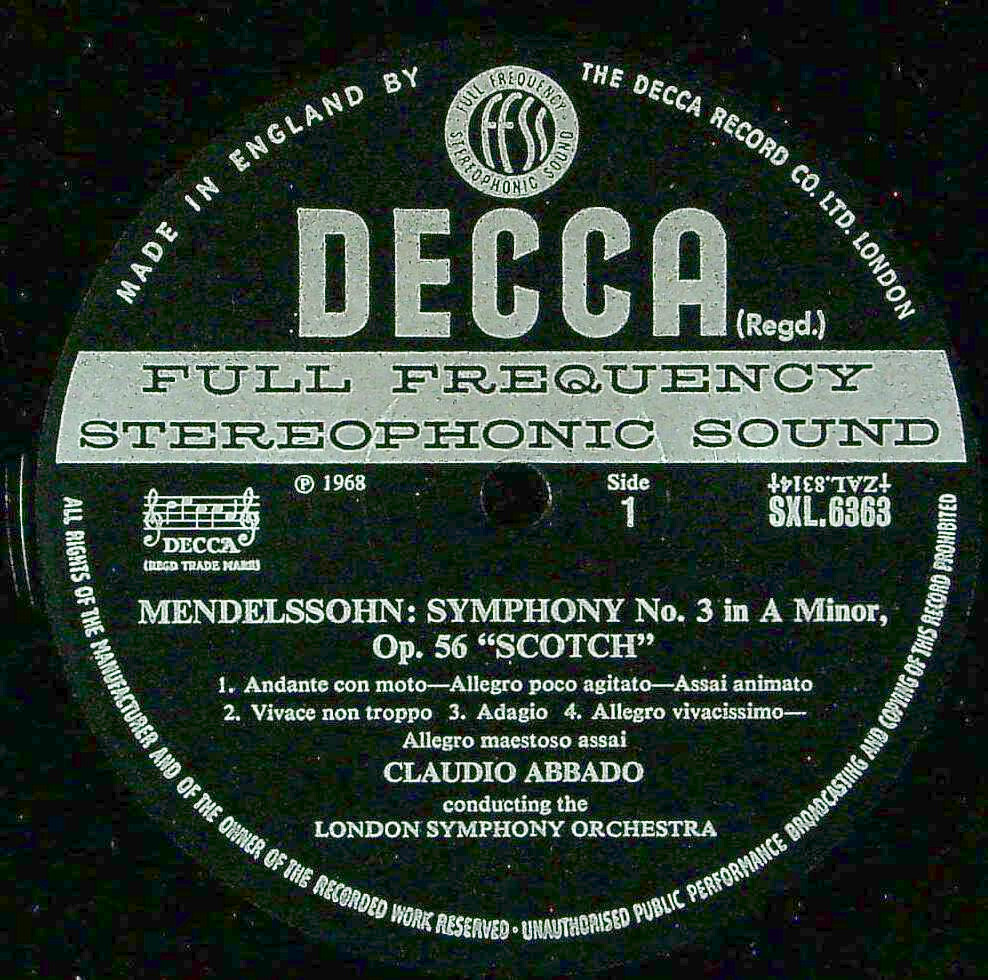 MADE IN ENGLAND BY
THE DECCA RECORD CO. LTD. LONDON
FULL FREQUENCY
ffss
STEREOPHONIC SOUND
DECCA
(Regd.)
FULL FREQUENCY
STEREOPHONIC SOUND
℗ 1968
Side
1
‡ZAL.8314‡
SXL.6363
DECCA
(REGD TRADE MARK)
MENDELSSOHN: SYMPHONY No. 3 in A Minor,
Op. 56 “SCOTCH”
1. Andante con moto—Allegro poco agitato—Assai animato
2. Vivace non troppo 3. Adagio 4. Allegro vivacissimo—
Allegro maestoso assai
CLAUDIO ABBADO
conducting the
LONDON SYMPHONY ORCHESTRA
ALL RIGHTS OF THE MANUFACTURER AND OF THE OWNER OF THE RECORDED WORK RESERVED · UNAUTHORISED PUBLIC PERFORMANCE BROADCASTING AND COPYING OF THIS RECORD PROHIBITED